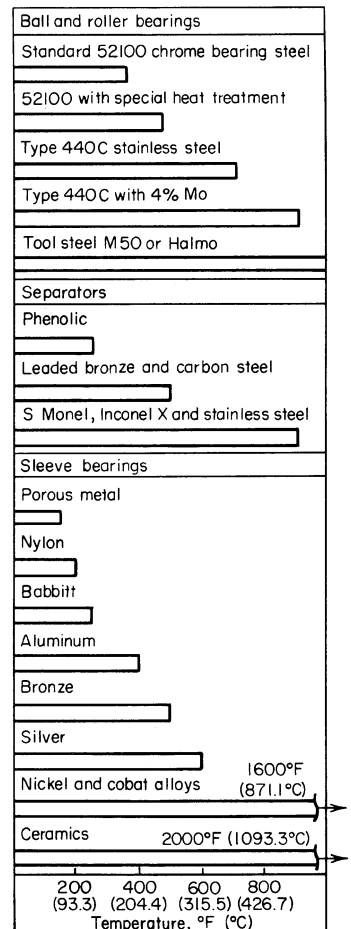 Ball and roller bearings
Standard 52100 chrome bearing steel
52100 with special heat treatment
Type 440C stainless steel
Type 440C with 4% Mo
Tool steel M50 or Halmo
Separators
Phenolic
Leaded bronze and carbon steel
S Monel, Inconel X and stainless steel
Sleeve bearings
Porous metal
Nylon
Babbitt
Aluminum
Bronze
Silver
1600°F
Nickel and cobat alloys (871.1°C)
Ceramics 2000°F (1093.3°C)
200 400 600 800
(93.3) (204.4) (315.5) (426.7)
Temperature, °F (°C)